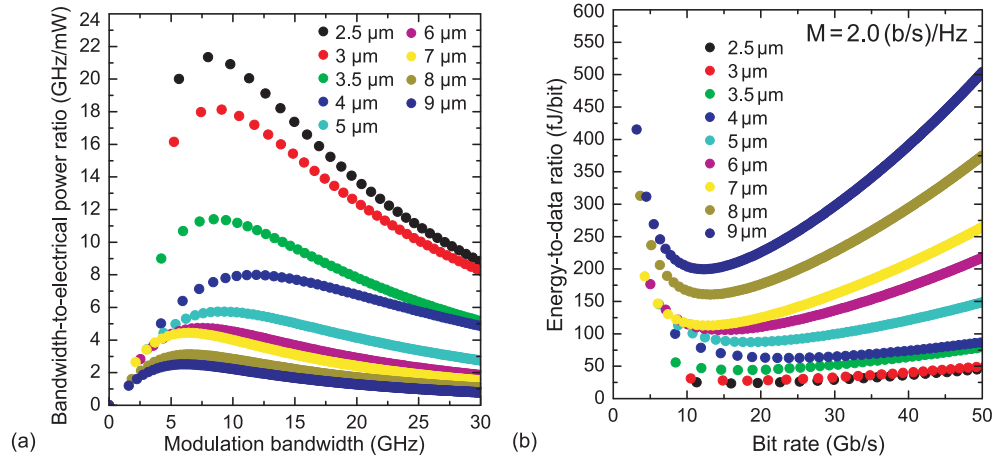 Bandwidth-to-electrical power ratio (GHz/mW)
22
20
18
16
14
12
10
8
6
4
2
0
2.5 µm
3 µm
3.5 µm
4 µm
5 µm
6 µm
7 µm
8 µm
9 µm
0 5 10 15 20 25 30
(a) Modulation bandwidth (GHz)
Energy-to-data ratio (fJ/bit)
600
550
500
450
400
350
300
250
200
150
100
50
0
M = 2.0 (b/s)/Hz
2.5 µm
3 µm
3.5 µm
4 µm
5 µm
6 µm
7 µm
8 µm
9 µm
0 10 20 30 40 50
(b) Bit rate (Gb/s)